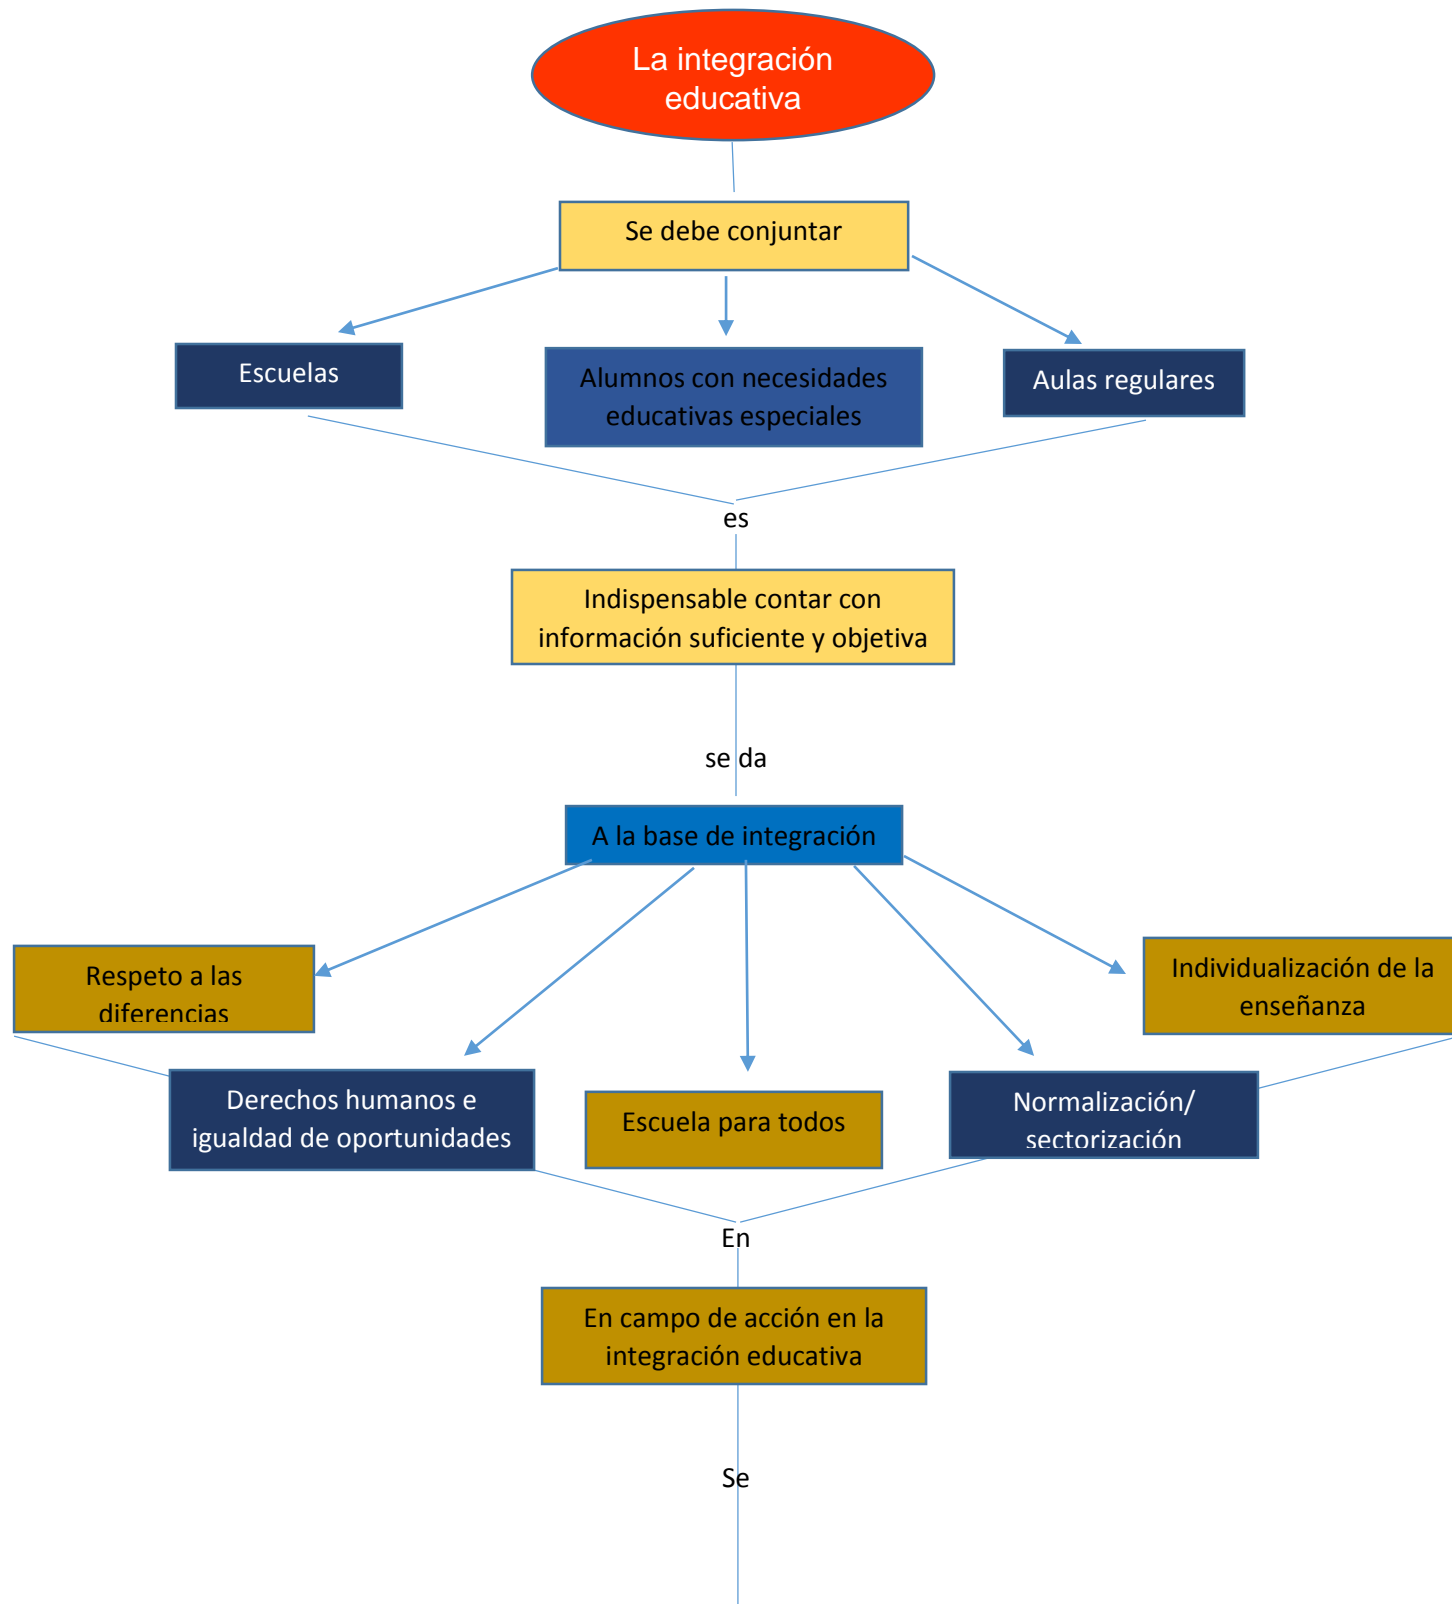 La integración
educativa
Se debe conjuntar
Escuelas
Alumnos con necesidades
educativas especiales
Aulas regulares
es
Indispensable contar con
información suficiente y objetiva
se da
A la base de integración
Respeto a las
diferencias
Individualización de la
enseñanza
Derechos humanos e
igualdad de oportunidades
Escuela para todos
Normalización/
sectorización
En
En campo de acción en la
integración educativa
Se